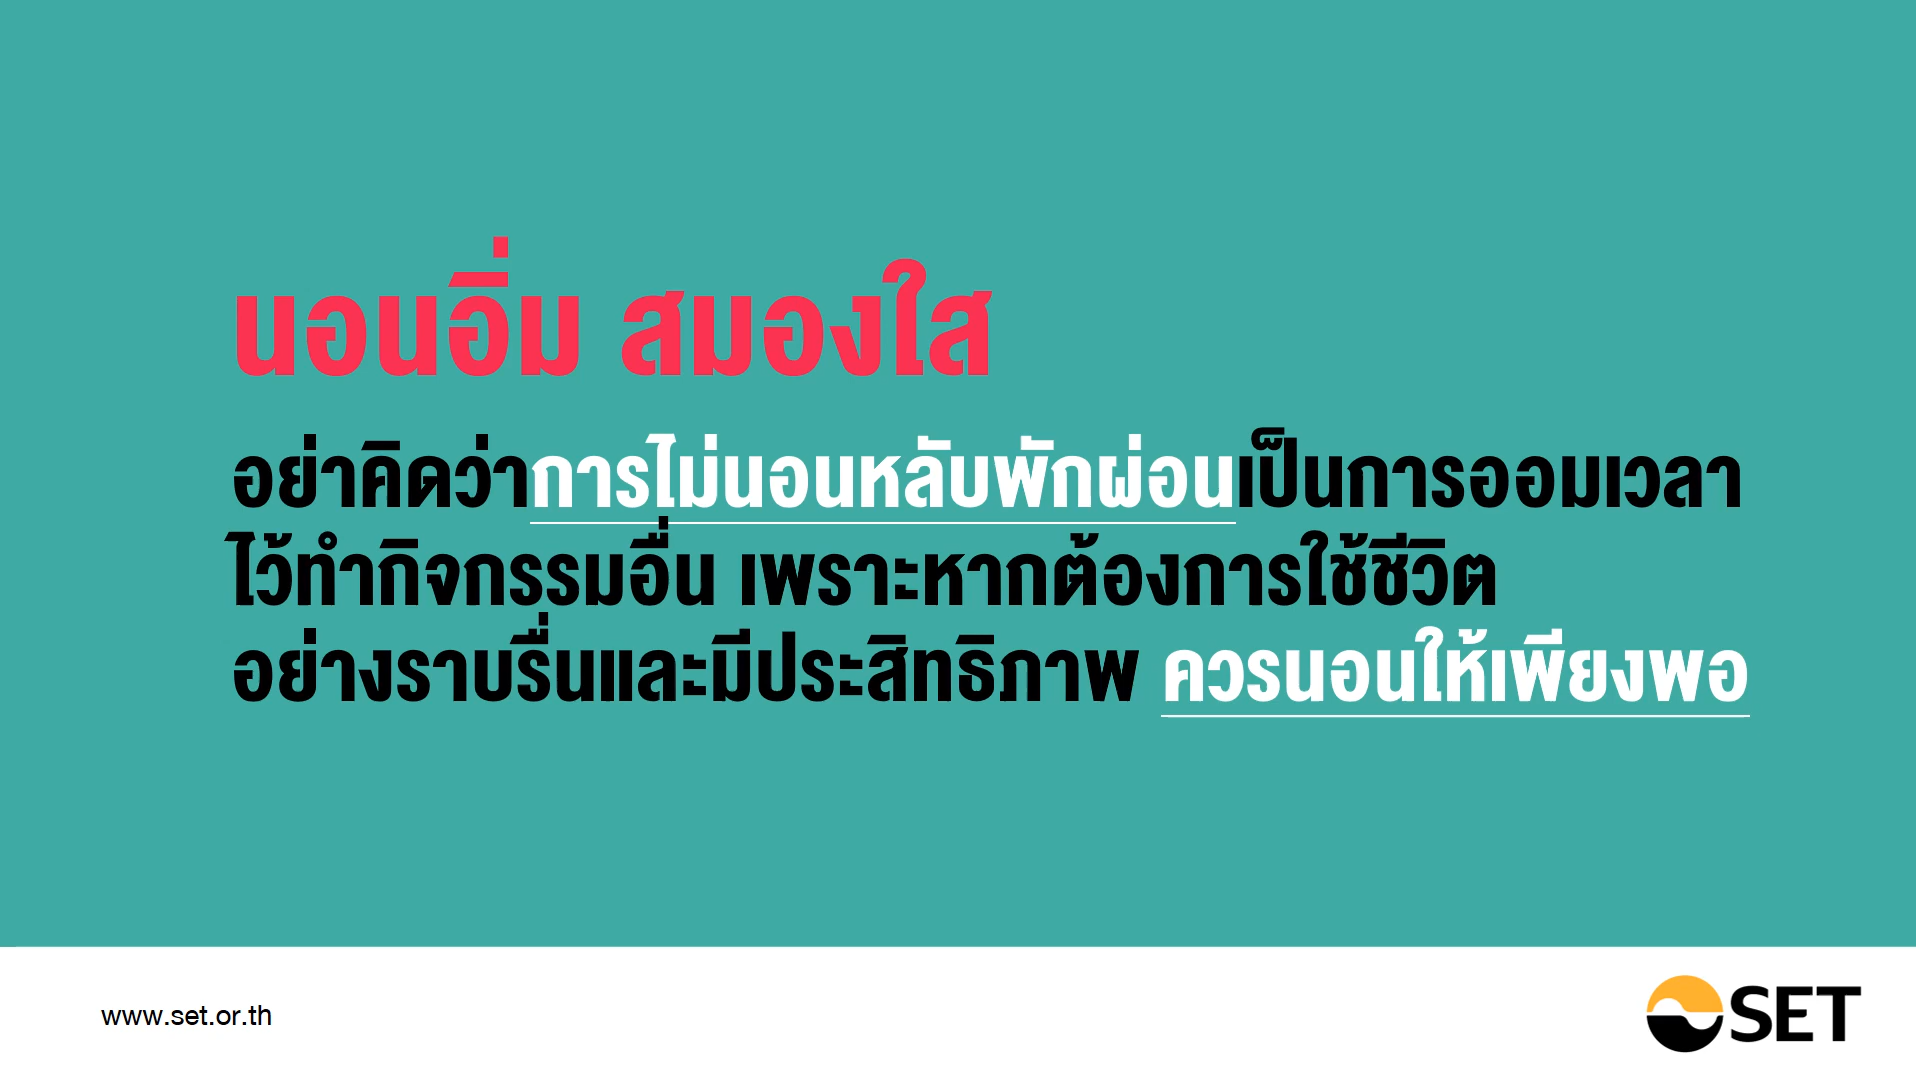 นอนอิ่ม สมองใส
อย่าคิดว่าการไม่นอนหลับพักผ่อนเป็นการออมเวลา
ไว้ทำกิจกรรมอื่น เพราะหากต้องการใช้ชีวิต
อย่างราบรื่นและมีประสิทธิภาพ ควรนอนให้เพียงพอ
www.set.or.th
SET